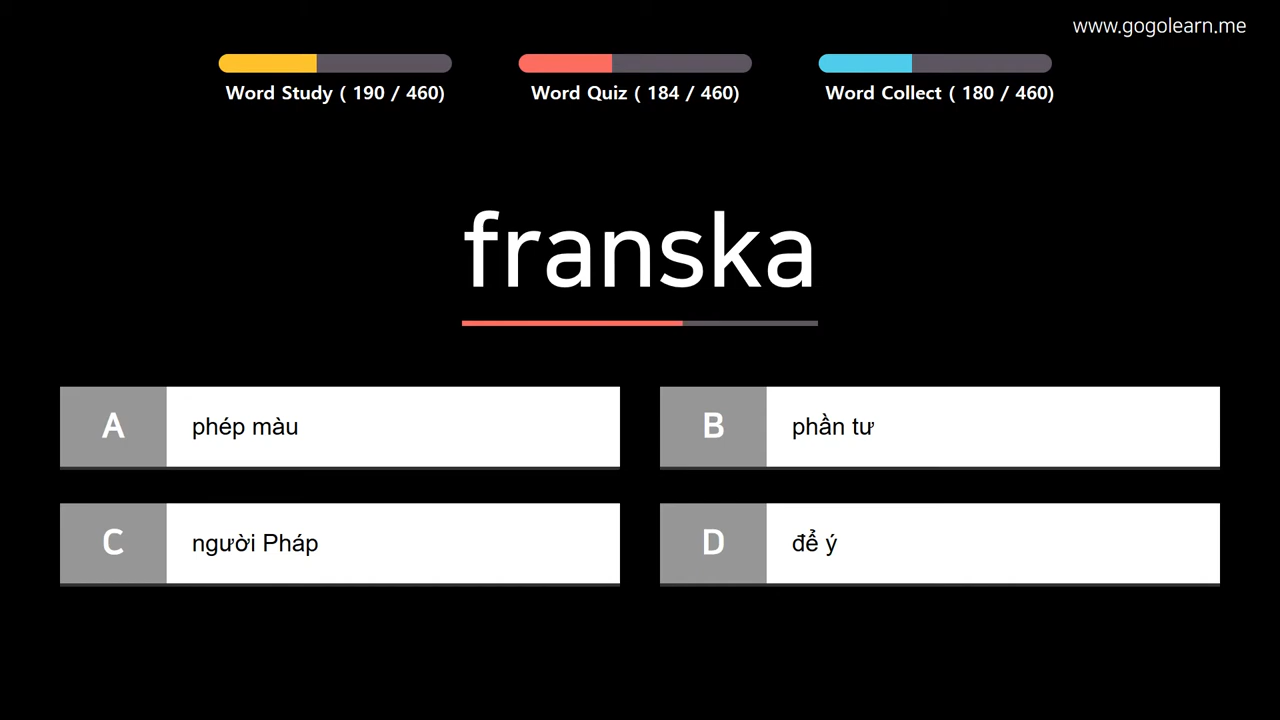 www.gogolearn.me
Word Study ( 190 / 460)
Word Quiz ( 184 / 460)
Word Collect ( 180 / 460)
franska
A phép màu
B phần tư
C người Pháp
D để ý